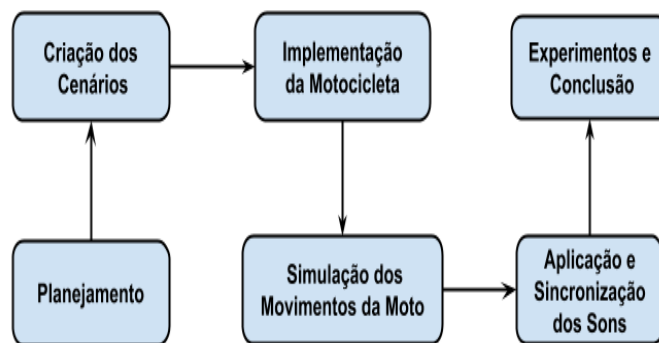 Criação dos
Cenários
Implementação
da Motocicleta
Experimentos e
Conclusão
Planejamento
Simulação dos
Movimentos da Moto
Aplicação e
Sincronização
dos Sons